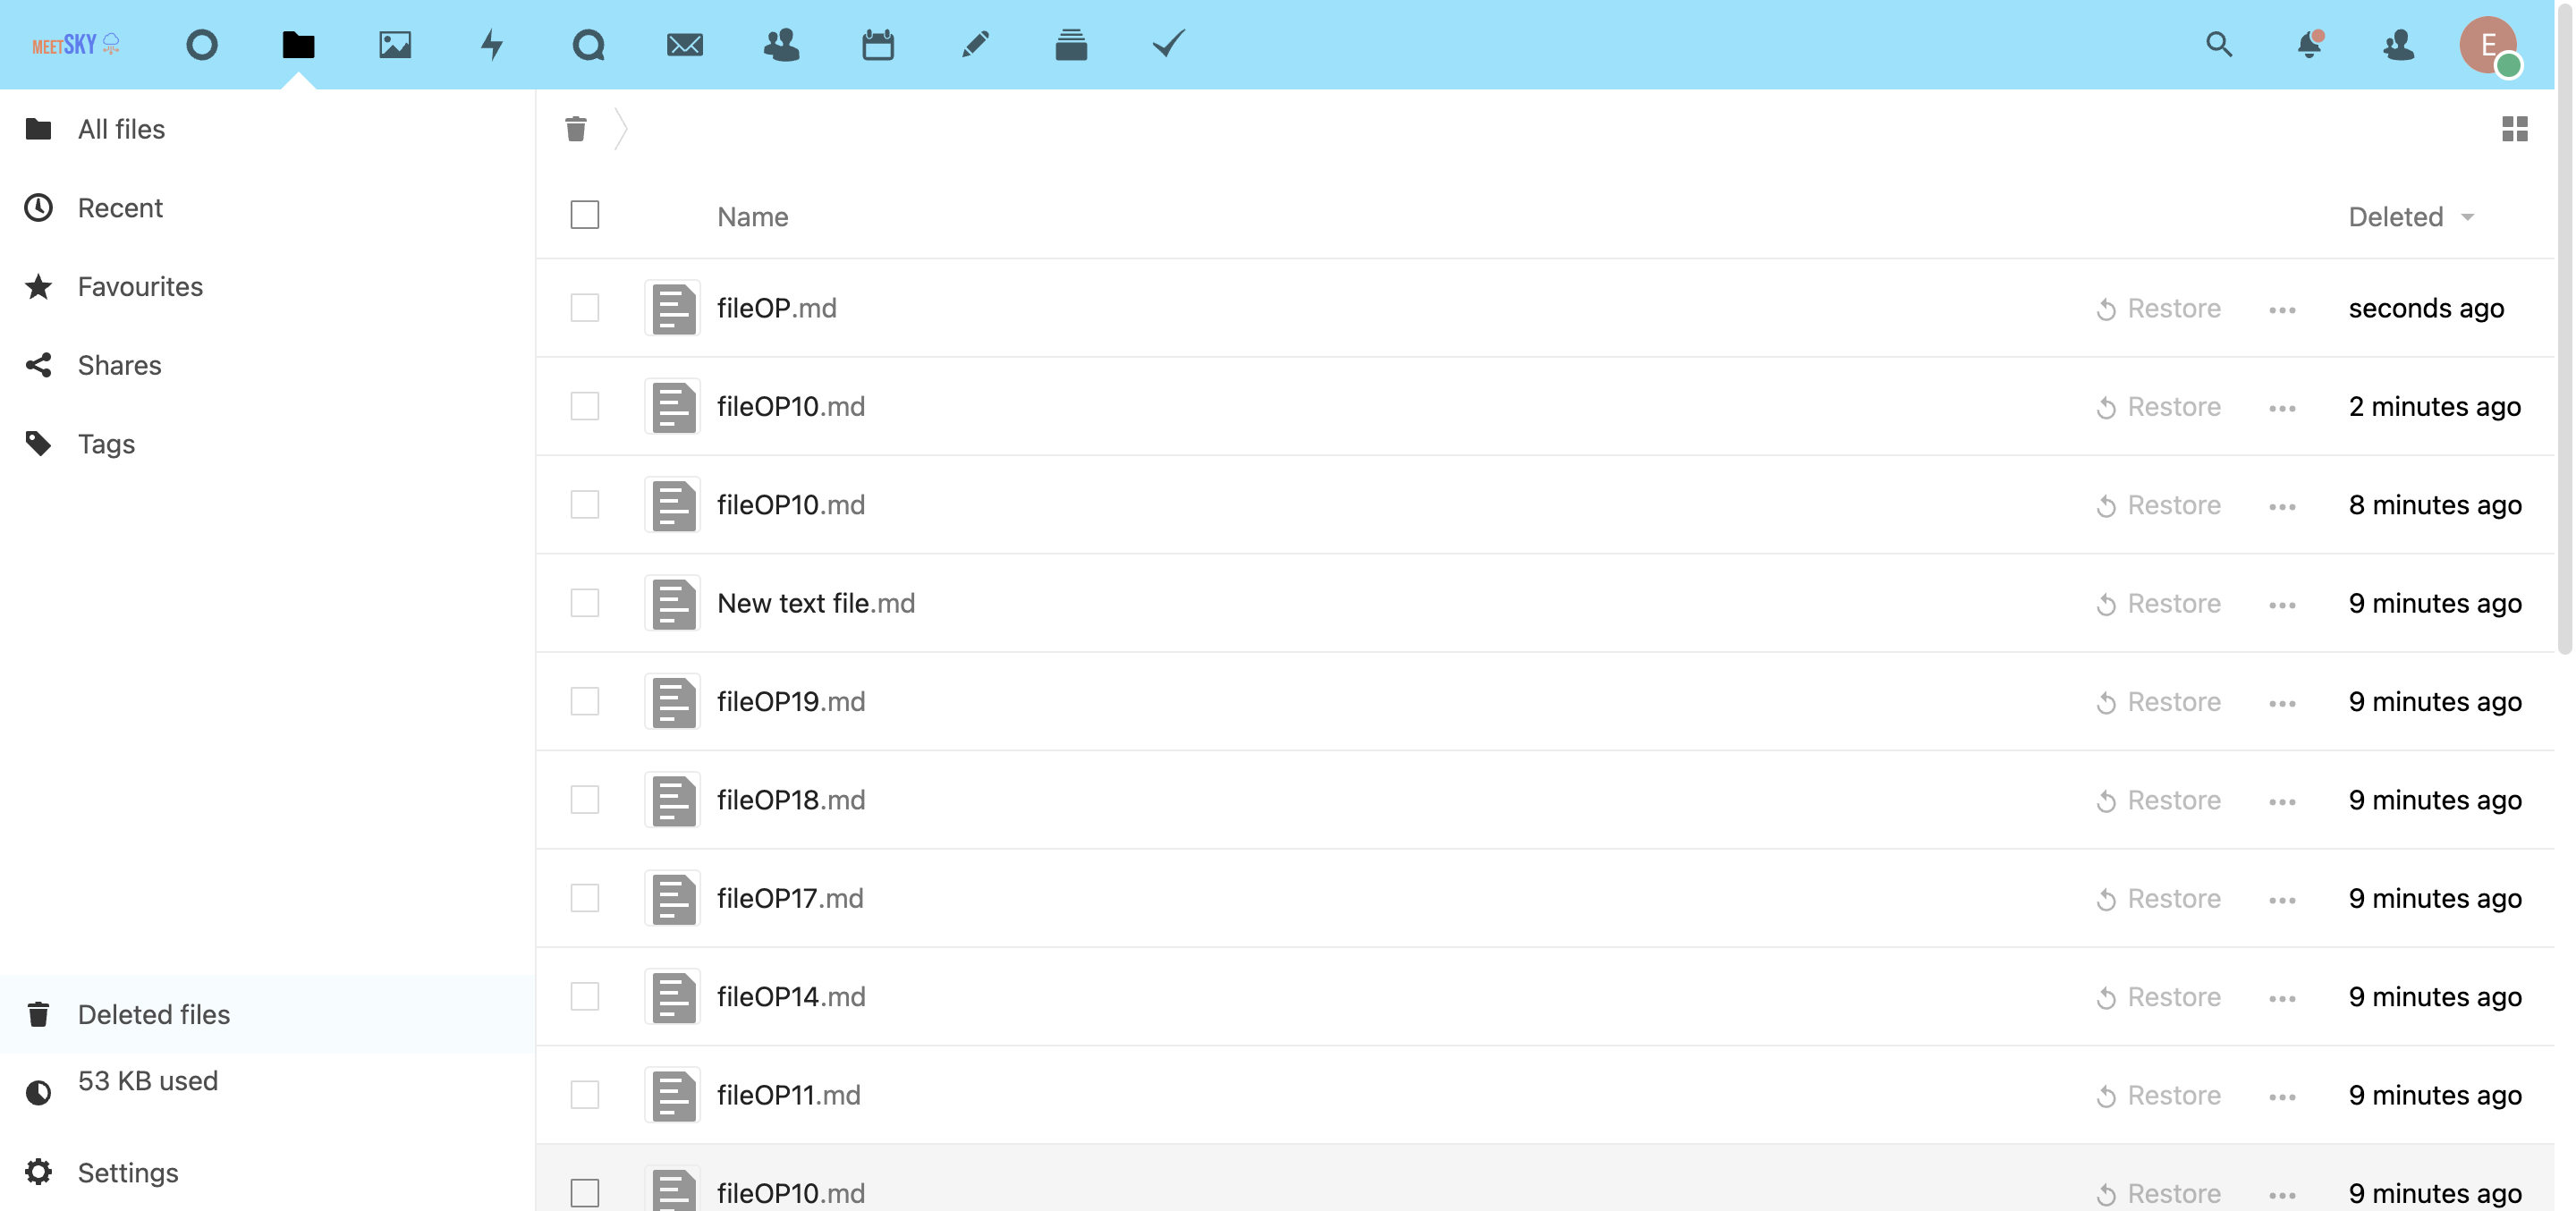 MEETSKY
E
All files
Recent
Favourites
Shares
Tags
Deleted files
53 KB used
Settings
Name Deleted
fileOP.md Restore seconds ago
fileOP10.md Restore 2 minutes ago
fileOP10.md Restore 8 minutes ago
New text file.md Restore 9 minutes ago
fileOP19.md Restore 9 minutes ago
fileOP18.md Restore 9 minutes ago
fileOP17.md Restore 9 minutes ago
fileOP14.md Restore 9 minutes ago
fileOP11.md Restore 9 minutes ago
fileOP10.md Restore 9 minutes ago